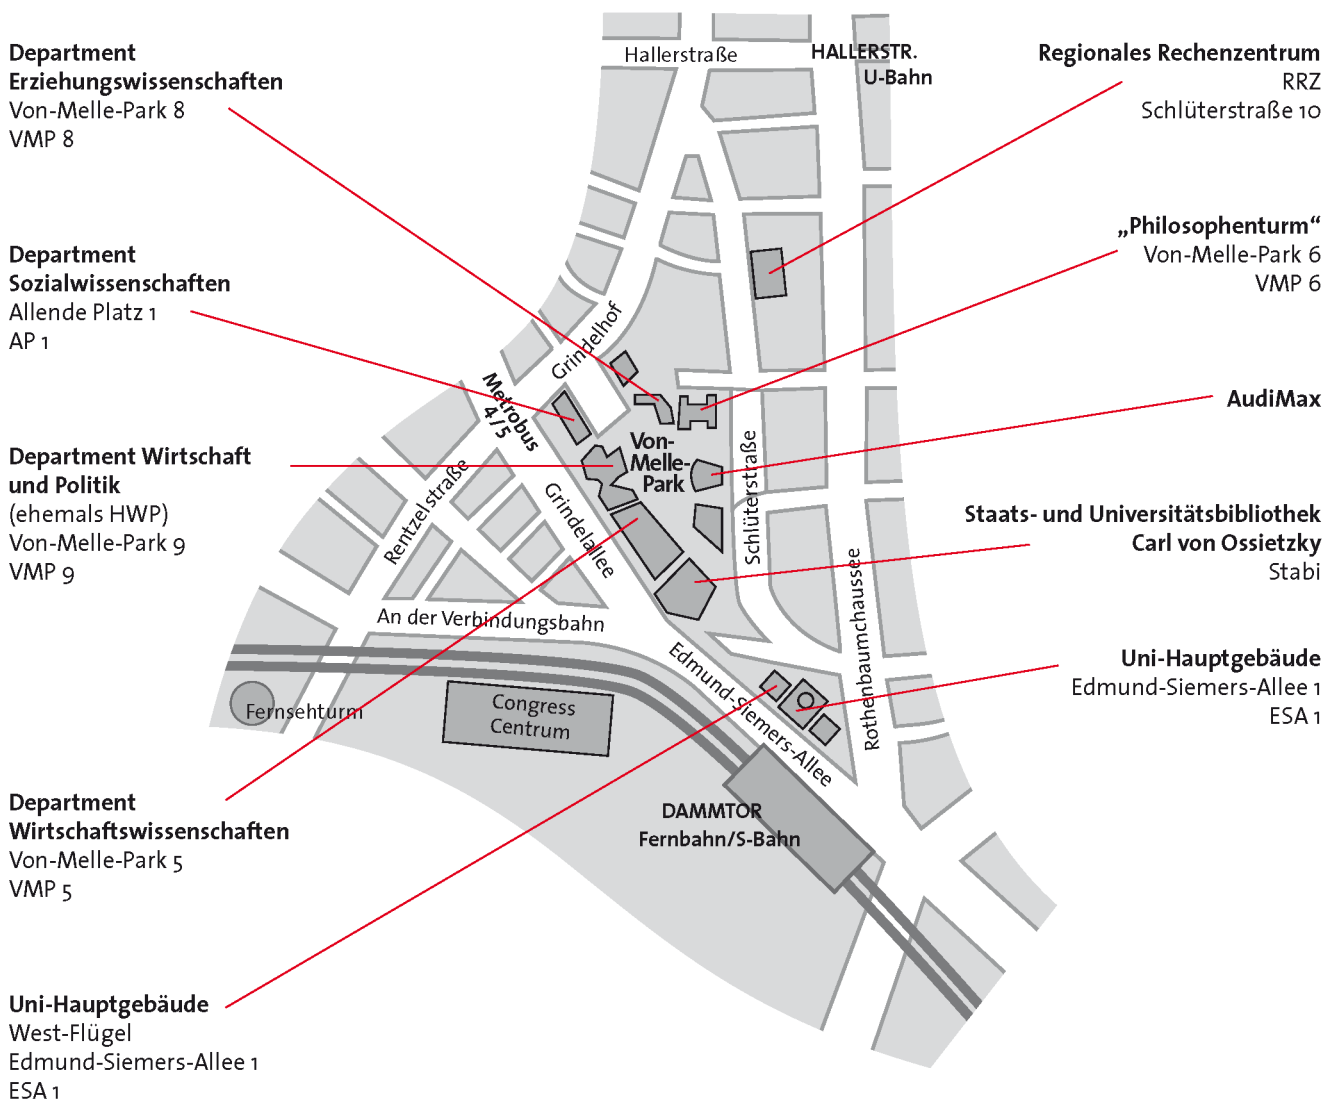 Department
Erziehungswissenschaften
Von-Melle-Park 8
VMP 8
Department
Sozialwissenschaften
Allende Platz 1
AP 1
Department Wirtschaft
und Politik
(ehemals HWP)
Von-Melle-Park 9
VMP 9
Department
Wirtschaftswissenschaften
Von-Melle-Park 5
VMP 5
Uni-Hauptgebäude
West-Flügel
Edmund-Siemers-Allee 1
ESA 1
Hallerstraße
HALLERSTR.
U-Bahn
Grindelhof
Metrobus
4/5
Von-
Melle-
Park
Rentzelstraße
Grindelallee
Schlüterstraße
Rothenbaumchaussee
An der Verbindungsbahn
Edmund-Siemers-Allee
Fernsehturm
Congress
Centrum
DAMMTOR
Fernbahn/S-Bahn
Regionales Rechenzentrum
RRZ
Schlüterstraße 10
„Philosophenturm“
Von-Melle-Park 6
VMP 6
AudiMax
Staats- und Universitätsbibliothek
Carl von Ossietzky
Stabi
Uni-Hauptgebäude
Edmund-Siemers-Allee 1
ESA 1